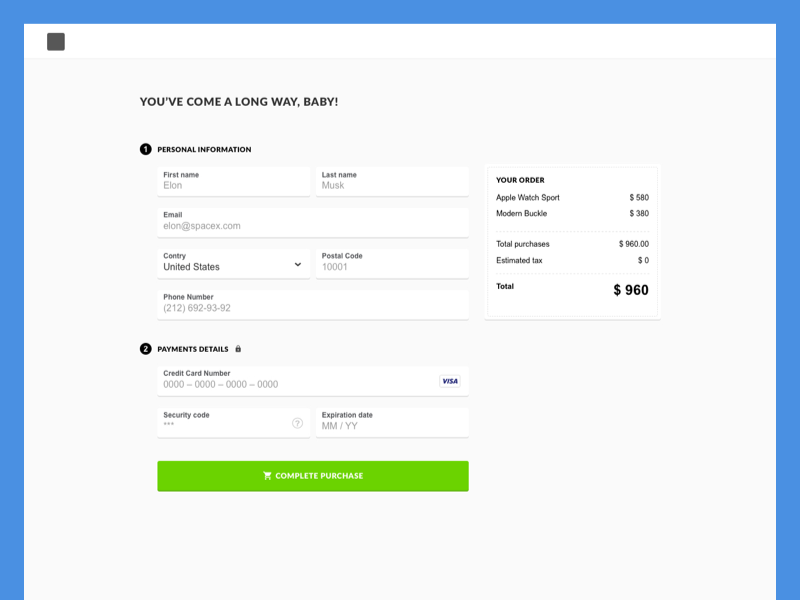 YOU'VE COME A LONG WAY, BABY!
1 PERSONAL INFORMATION
First name
Elon
Last name
Musk
Email
elon@spacex.com
Contry
United States
Postal Code
10001
Phone Number
(212) 692-93-92
YOUR ORDER
Apple Watch Sport $ 580
Modern Buckle $ 380
Total purchases $ 960.00
Estimated tax $ 0
Total $ 960
2 PAYMENTS DETAILS
Credit Card Number
0000 – 0000 – 0000 – 0000
VISA
Security code
***
?
Expiration date
MM / YY
COMPLETE PURCHASE